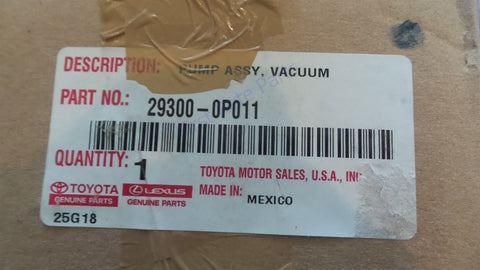 DESCRIPTION: PUMP ASSY, VACUUM
PART NO.: 29300-0P011
QUANTITY: 1
TOYOTA MOTOR SALES, U.S.A., INC
MADE IN: MEXICO
TOYOTA LEXUS
GENUINE PARTS GENUINE PARTS
25G18